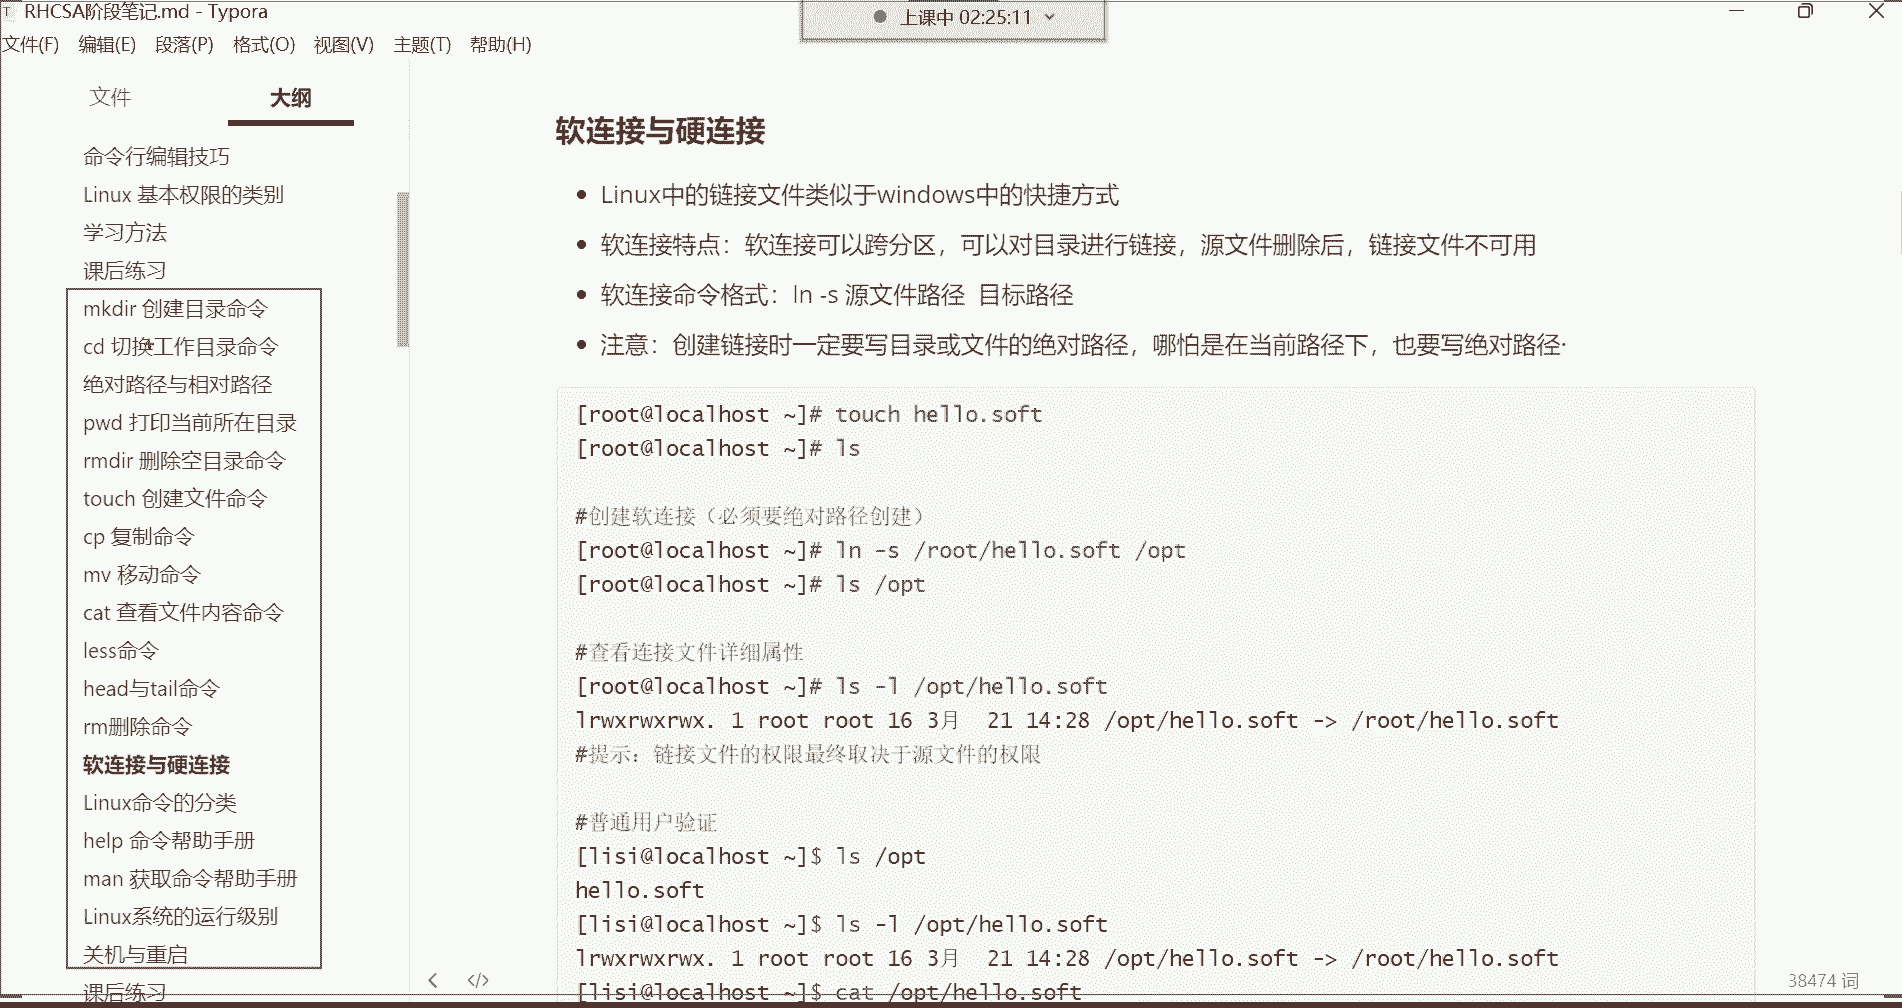 RHCSA阶段笔记.md - Typora
上课中 02:25:11
文件(F) 编辑(E) 段落(P) 格式(O) 视图(V) 主题(T) 帮助(H)
文件 大纲
命令行编辑技巧
Linux 基本权限的类别
学习方法
课后练习
mkdir 创建目录命令
cd 切换工作目录命令
绝对路径与相对路径
pwd 打印当前所在目录
rmdir 删除空目录命令
touch 创建文件命令
cp 复制命令
mv 移动命令
cat 查看文件内容命令
less命令
head与tail命令
rm删除命令
软连接与硬连接
Linux命令的分类
help 命令帮助手册
man 获取命令帮助手册
Linux系统的运行级别
关机与重启
课后练习
软连接与硬连接
Linux中的链接文件类似于windows中的快捷方式
软连接特点：软连接可以跨分区，可以对目录进行链接，源文件删除后，链接文件不可用
软连接命令格式：ln -s 源文件路径 目标路径
注意：创建链接时一定要写目录或文件的绝对路径，哪怕是在当前路径下，也要写绝对路径·
[root@localhost ~]# touch hello.soft
[root@localhost ~]# ls
#创建软连接（必须要绝对路径创建）
[root@localhost ~]# ln -s /root/hello.soft /opt
[root@localhost ~]# ls /opt
#查看连接文件详细属性
[root@localhost ~]# ls -l /opt/hello.soft
lrwxrwxrwx. 1 root root 16 3月 21 14:28 /opt/hello.soft -> /root/hello.soft
#提示：链接文件的权限最终取决于源文件的权限
#普通用户验证
[lisi@localhost ~]$ ls /opt
hello.soft
[lisi@localhost ~]$ ls -l /opt/hello.soft
lrwxrwxrwx. 1 root root 16 3月 21 14:28 /opt/hello.soft -> /root/hello.soft
[lisi@localhost ~]$ cat /opt/hello.soft
38474 词